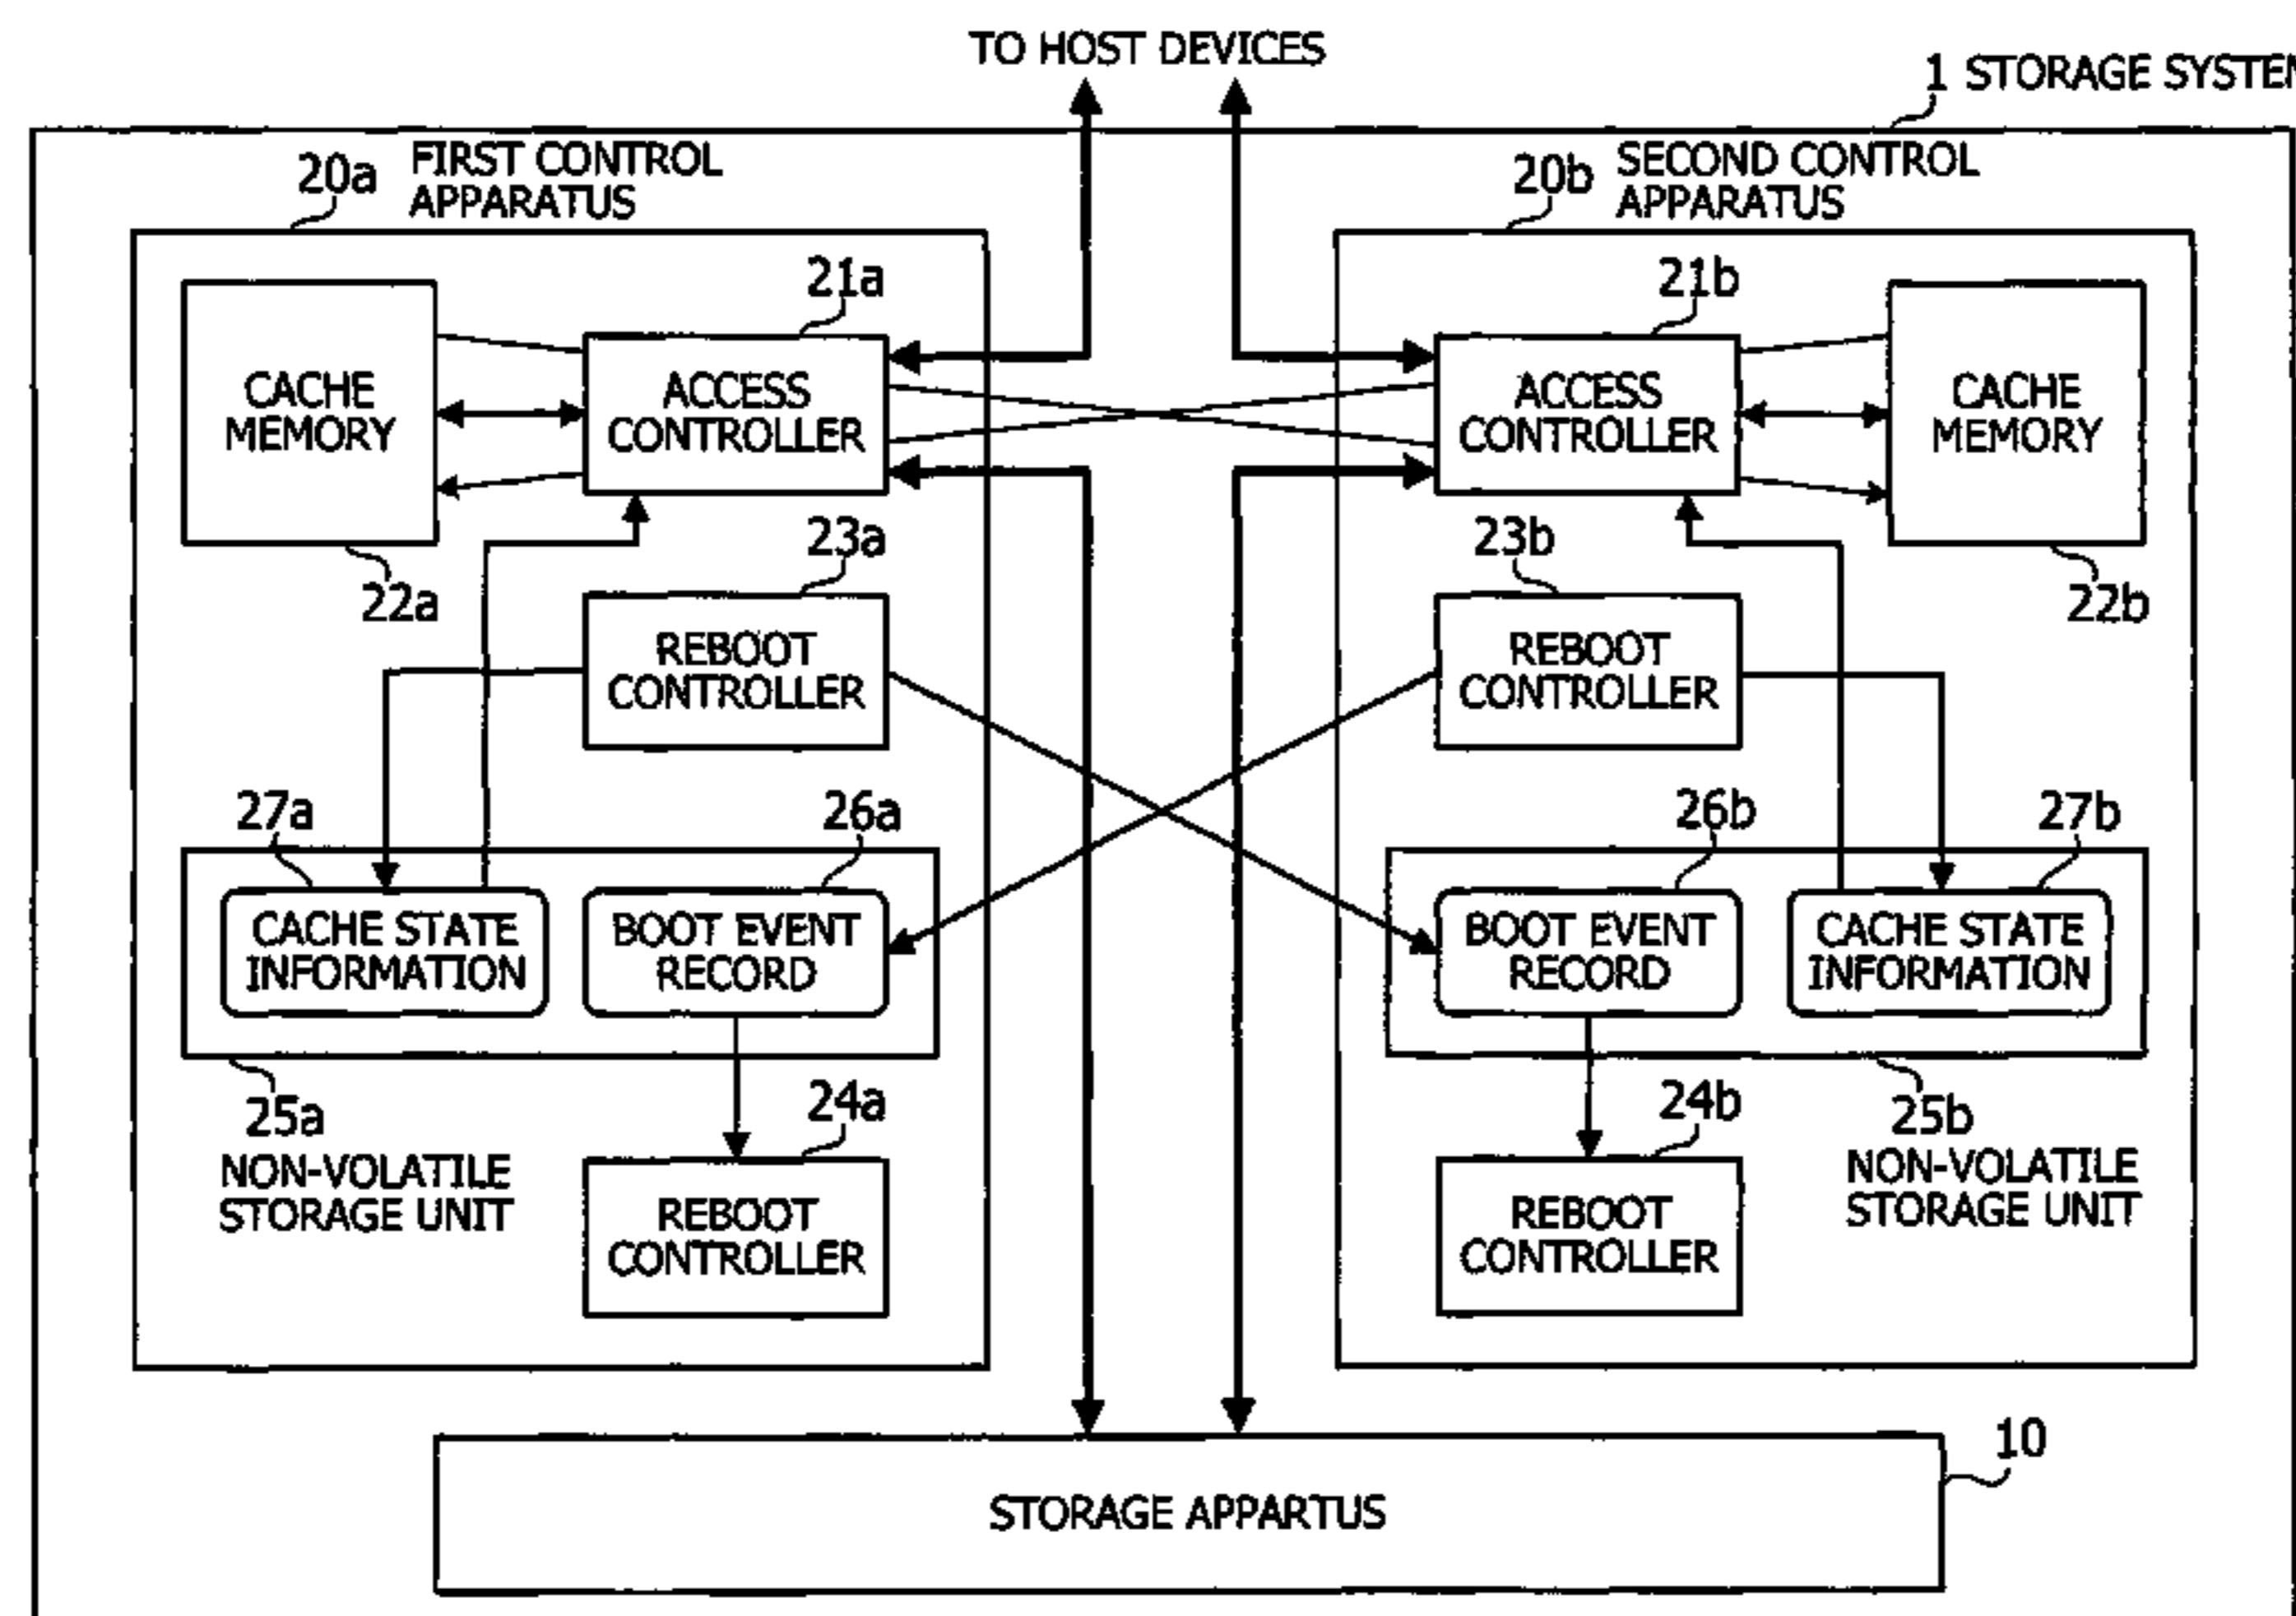 TO HOST DEVICES
1 STORAGE SYSTEM
20a FIRST CONTROL
APPARATUS
20b SECOND CONTROL
APPARATUS
21a
21b
CACHE
MEMORY
ACCESS
CONTROLLER
ACCESS
CONTROLLER
CACHE
MEMORY
22a
23a
23b
22b
REBOOT
CONTROLLER
REBOOT
CONTROLLER
27a
26a
26b
27b
CACHE STATE
INFORMATION
BOOT EVENT
RECORD
BOOT EVENT
RECORD
CACHE STATE
INFORMATION
25a
NON-VOLATILE
STORAGE UNIT
24a
24b
25b
NON-VOLATILE
STORAGE UNIT
REBOOT
CONTROLLER
REBOOT
CONTROLLER
10
STORAGE APPARTUS